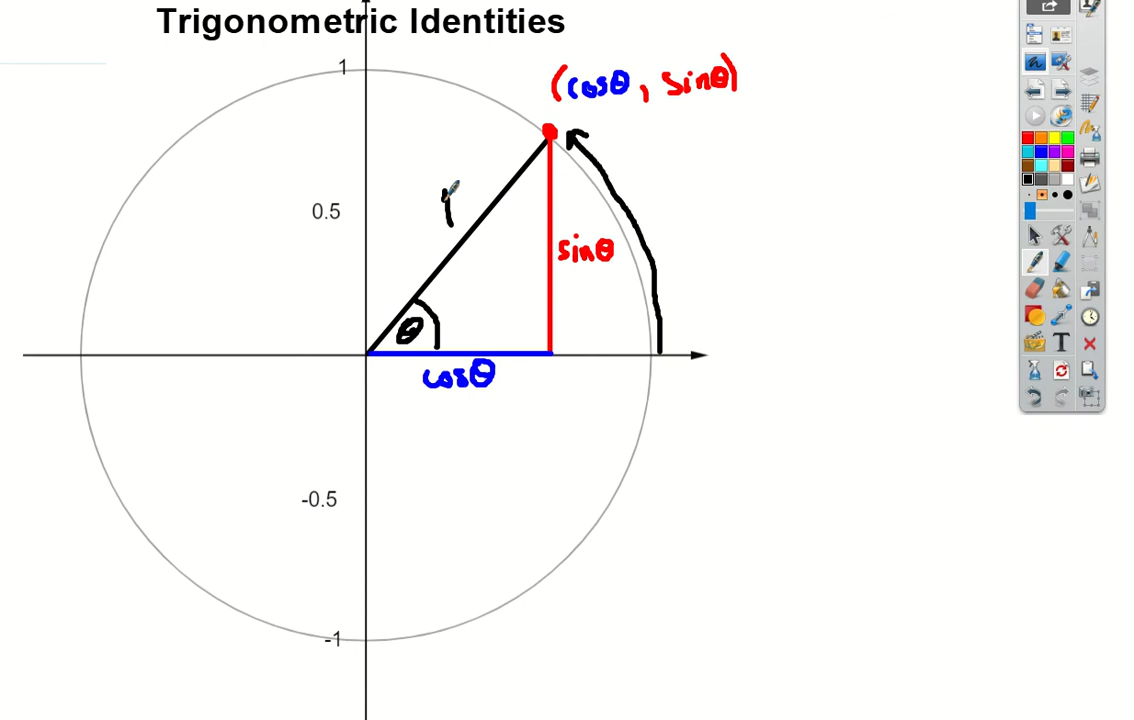 Trigonometric Identities
1
(cosθ, sinθ)
0.5
sinθ
θ
cosθ
-0.5
-1
T